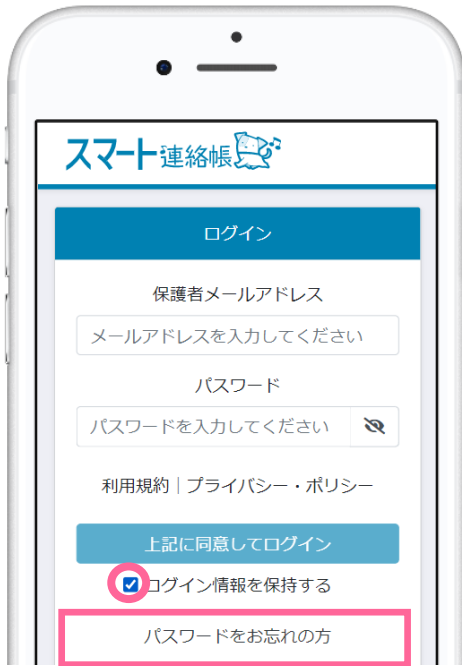 スマート連絡帳
ログイン
保護者メールアドレス
メールアドレスを入力してください
パスワード
パスワードを入力してください
利用規約｜プライバシー・ポリシー
上記に同意してログイン
ログイン情報を保持する
パスワードをお忘れの方